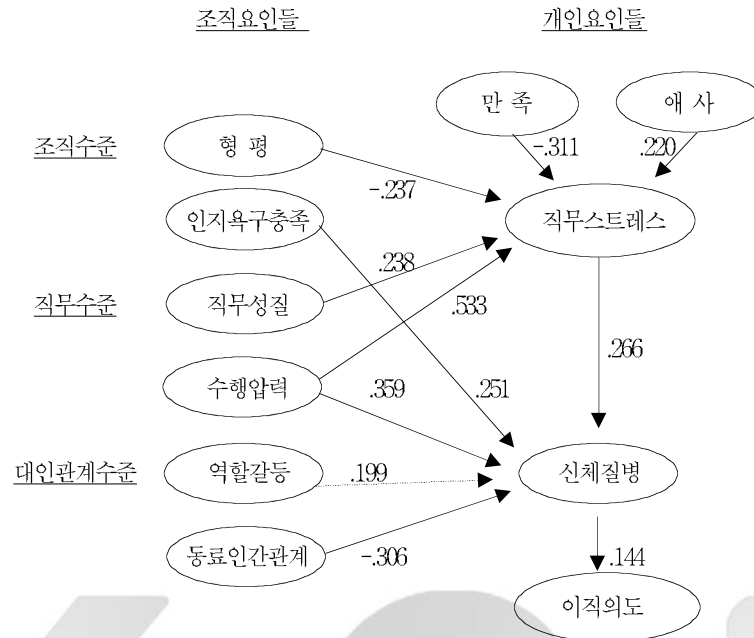 조직요인들 개인요인들
만 족 애 사
조직수준 형 평
-.311 .220
-.237
인지욕구충족 직무스트레스
.238
직무수준 직무성질
.533
.266
수행압력 .359 .251
대인관계수준 역할갈등 .199 신체질병
동료인간관계 -.306 .144
이직의도